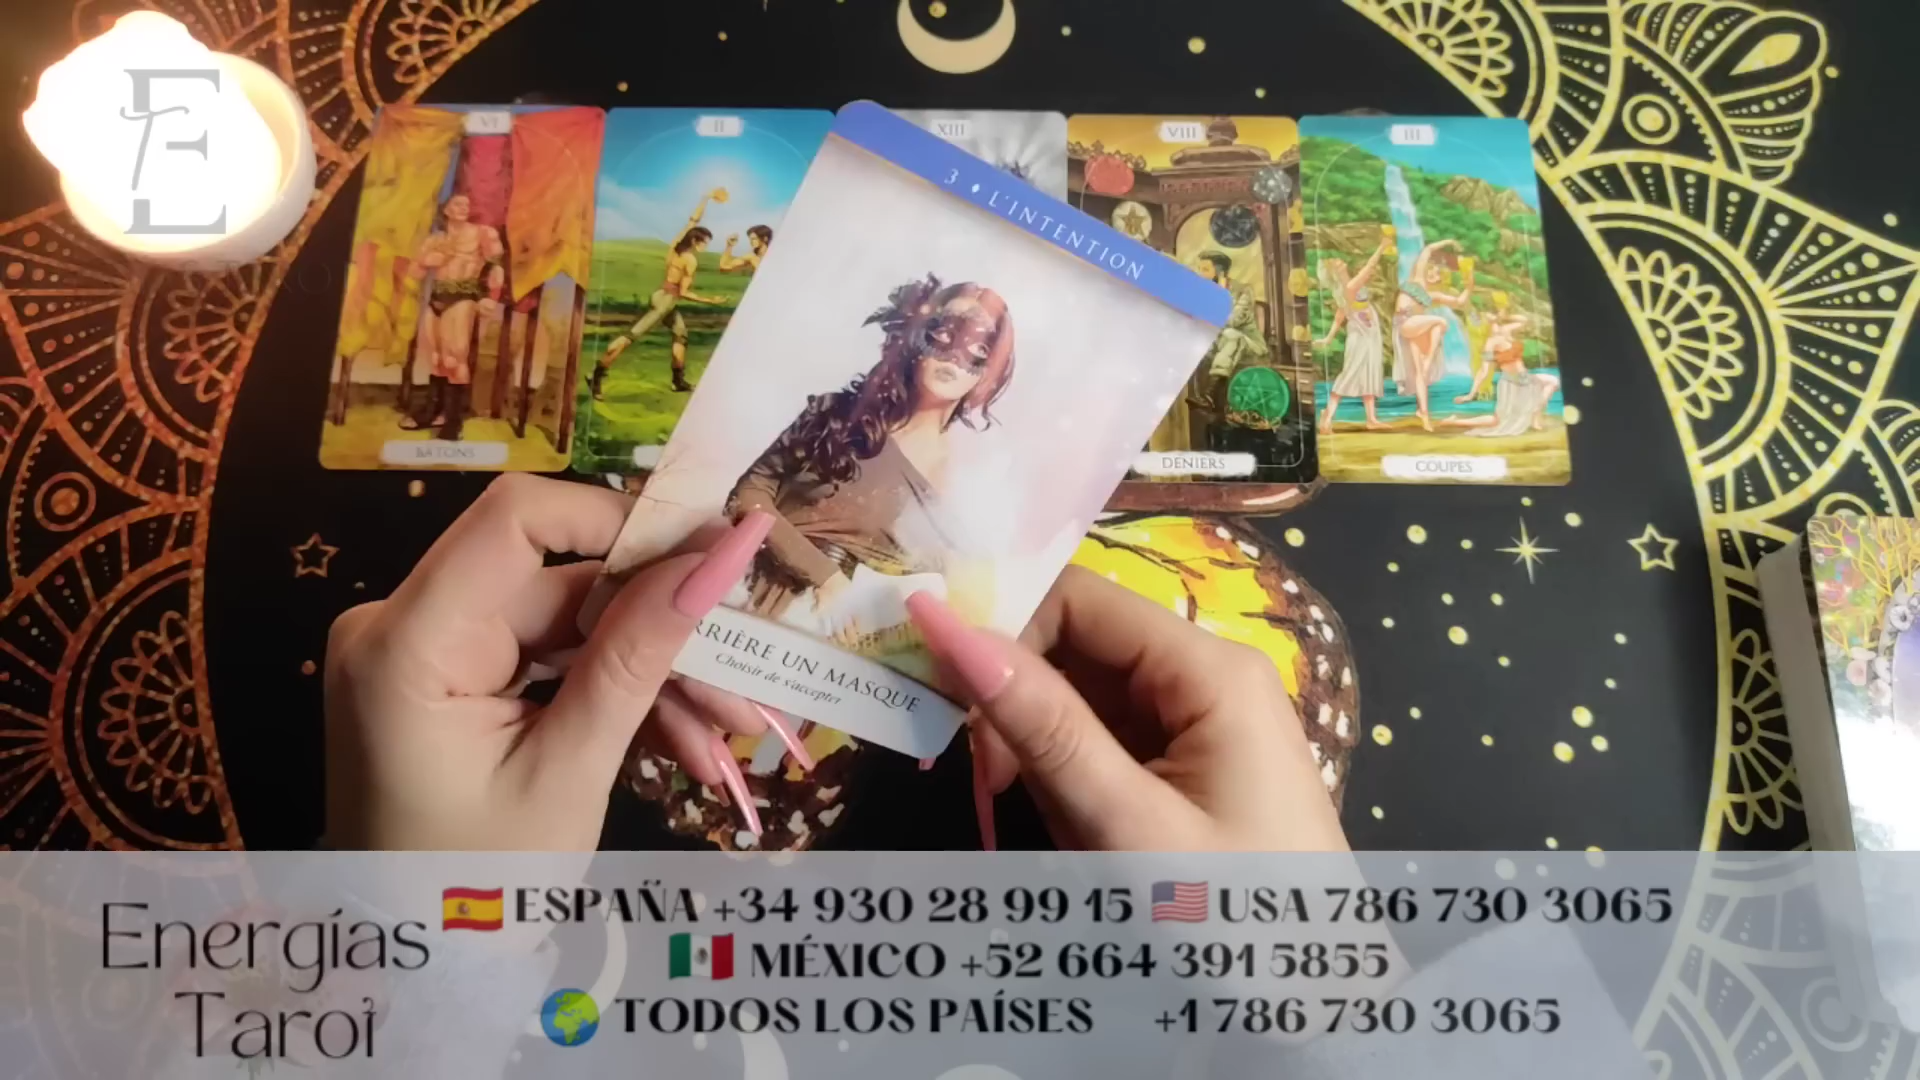 E
T
VI
II
XIII
VIII
III
3 ♦ L'INTENTION
BATONS
DENIERS
COUPES
UN MASQUE
Choisir de s'accepter
Energías
Tarot
ESPAÑA +34 930 28 99 15 USA 786 730 3065
MÉXICO +52 664 391 5855
TODOS LOS PAÍSES +1 786 730 3065